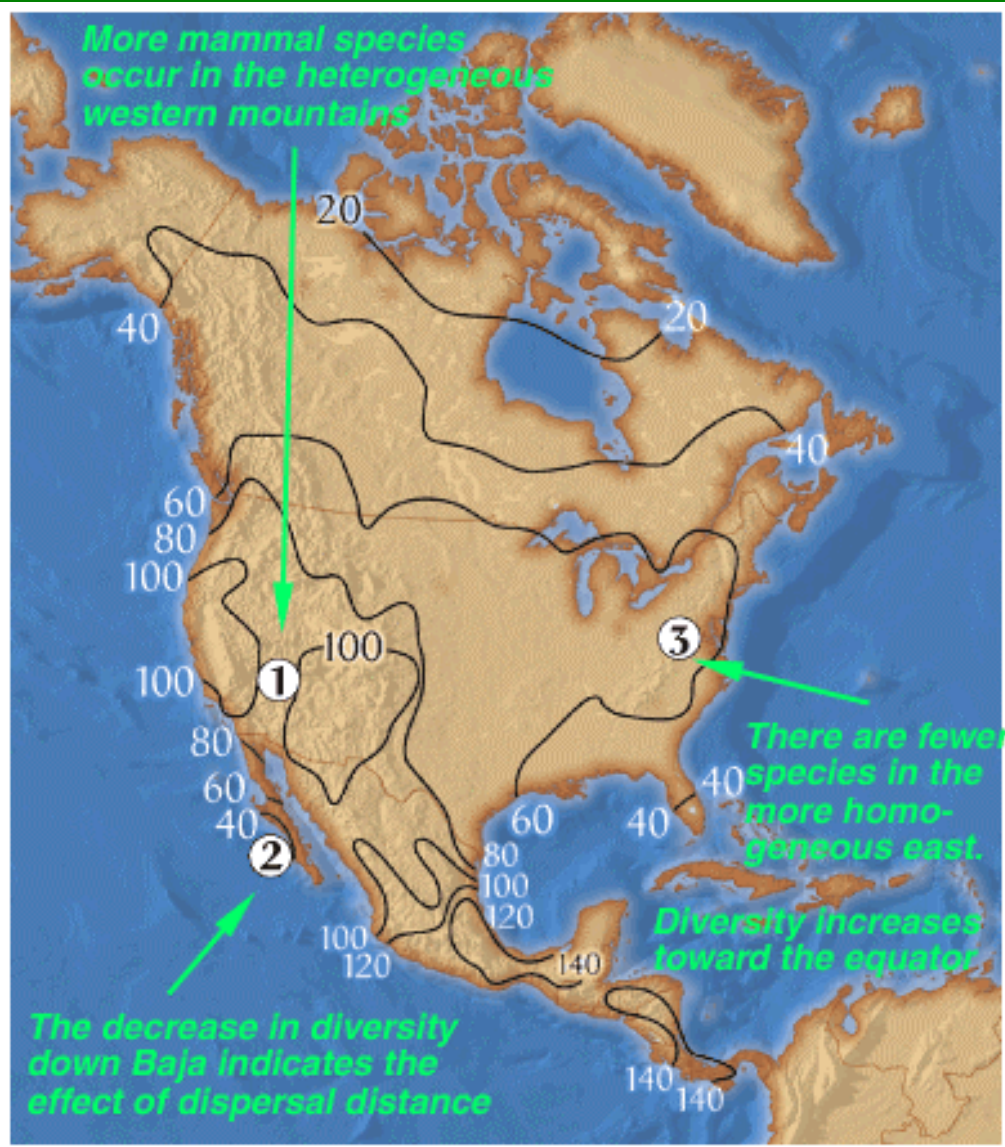 More mammal species
occur in the heterogeneous
western mountains
20
20
40
40
60
80
100
100
1
100
3
80
60
40
2
There are fewer
species in the
more homo-
geneous east.
40
40
60
80
100
120
Diversity increases
toward the equator
100
120
140
The decrease in diversity
down Baja indicates the
effect of dispersal distance
140
140